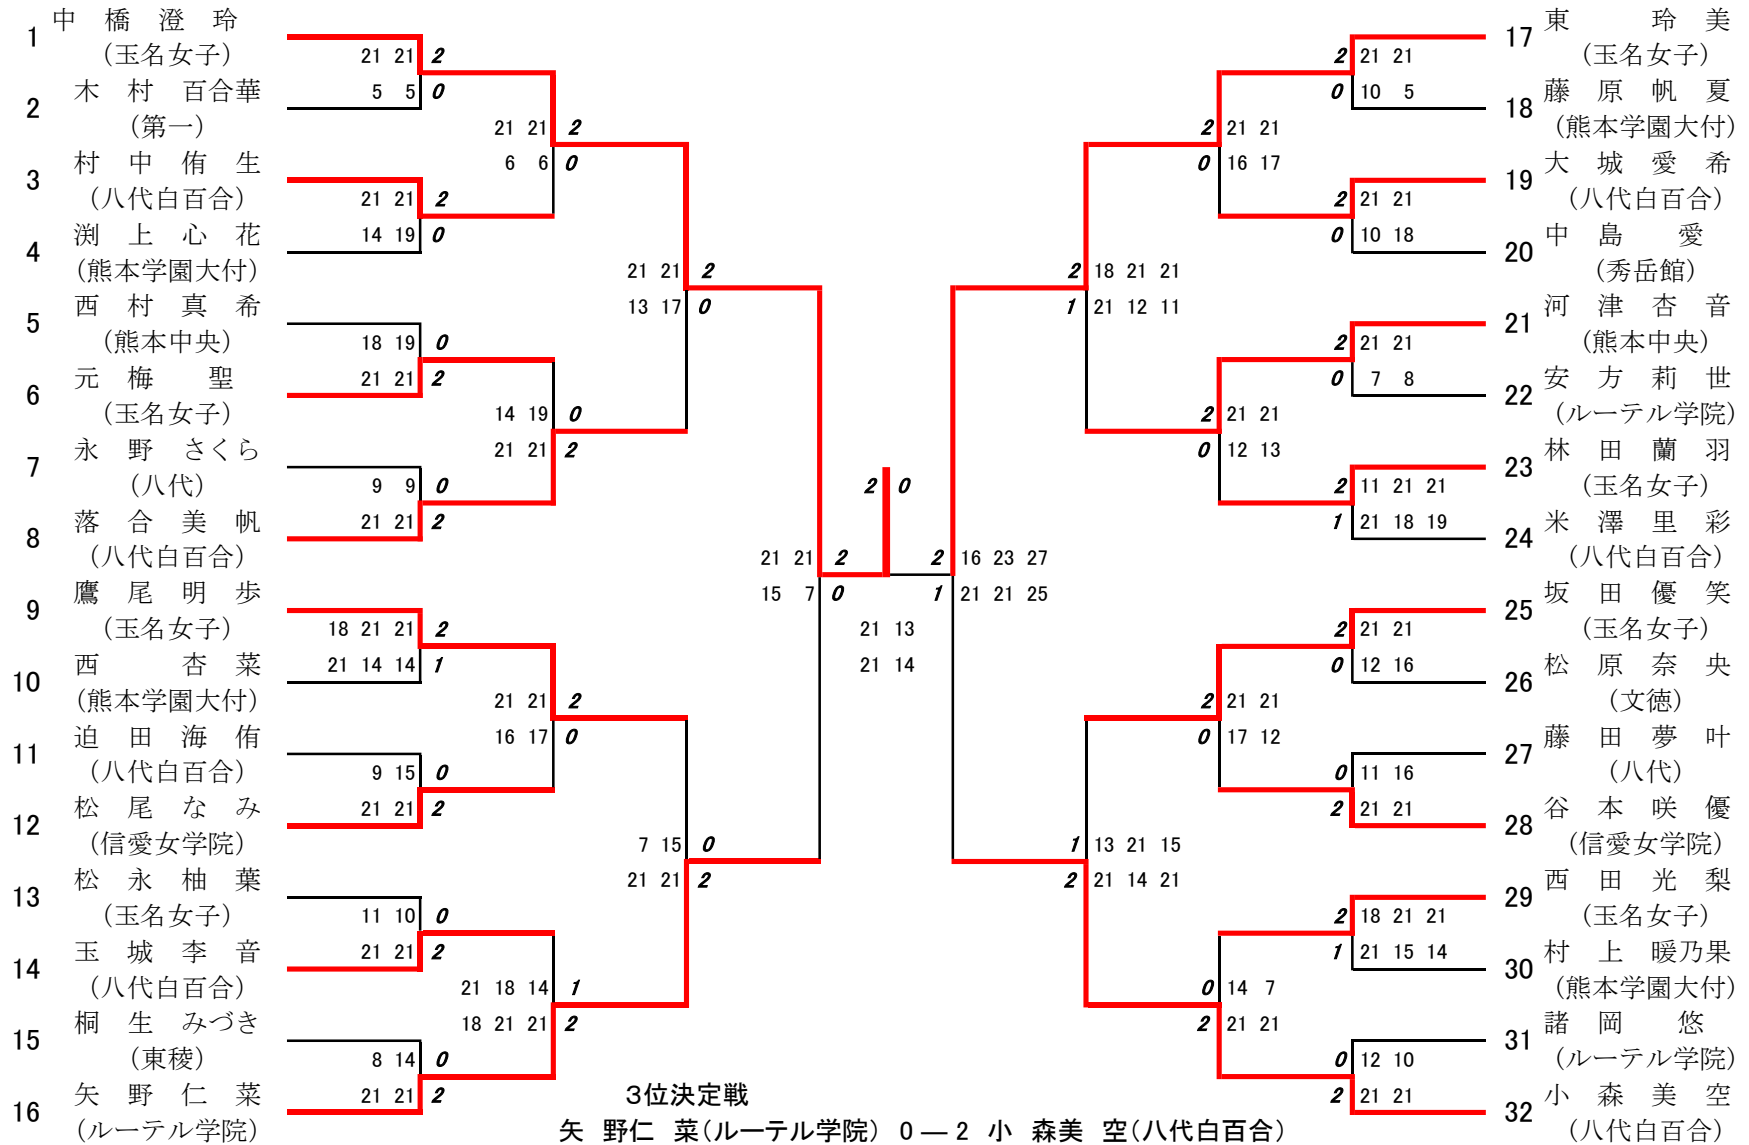 1 中橋澄玲
(玉名女子)
21 21 2
5 5 0
2 木村百合華
(第一)
21 21 2
6 6 0
3 村中侑生
(八代白百合)
21 21 2
14 19 0
4 渕上心花
(熊本学園大付)
21 21 2
13 17 0
5 西村真希
(熊本中央)
18 19 0
21 21 2
6 元梅聖
(玉名女子)
14 19 0
21 21 2
7 永野さくら
(八代)
9 9 0
21 21 2
8 落合美帆
(八代白百合)
21 21 2
15 7 0
9 鷹尾明歩
(玉名女子)
18 21 21 2
21 14 14 1
10 西杏菜
(熊本学園大付)
21 21 2
16 17 0
11 迫田海侑
(八代白百合)
9 15 0
21 21 2
12 松尾なみ
(信愛女学院)
7 15 0
21 21 2
13 松永柚葉
(玉名女子)
11 10 0
21 21 2
14 玉城李音
(八代白百合)
21 18 14 1
18 21 21 2
15 桐生みづき
(東稜)
8 14 0
21 21 2
16 矢野仁菜
(ルーテル学院)
2 0
21 13
21 14
17 東玲美
(玉名女子)
2 21 21
0 10 5
18 藤原帆夏
(熊本学園大付)
2 21 21
0 16 17
19 大城愛希
(八代白百合)
2 21 21
0 10 18
20 中島愛
(秀岳館)
2 18 21 21
1 21 12 11
21 河津杏音
(熊本中央)
2 21 21
0 7 8
22 安方莉世
(ルーテル学院)
2 21 21
0 12 13
23 林田蘭羽
(玉名女子)
2 11 21 21
1 21 18 19
24 米澤里彩
(八代白百合)
2 16 23 27
1 21 21 25
25 坂田優笑
(玉名女子)
2 21 21
0 12 16
26 松原奈央
(文徳)
2 21 21
0 17 12
27 藤田夢叶
(八代)
0 11 16
2 21 21
28 谷本咲優
(信愛女学院)
1 13 21 15
2 21 14 21
29 西田光梨
(玉名女子)
2 18 21 21
1 21 15 14
30 村上暖乃果
(熊本学園大付)
0 14 7
2 21 21
31 諸岡悠
(ルーテル学院)
0 12 10
2 21 21
32 小森美空
(八代白百合)
3位決定戦
矢 野仁 菜(ルーテル学院) 0 ― 2 小 森美 空(八代白百合)